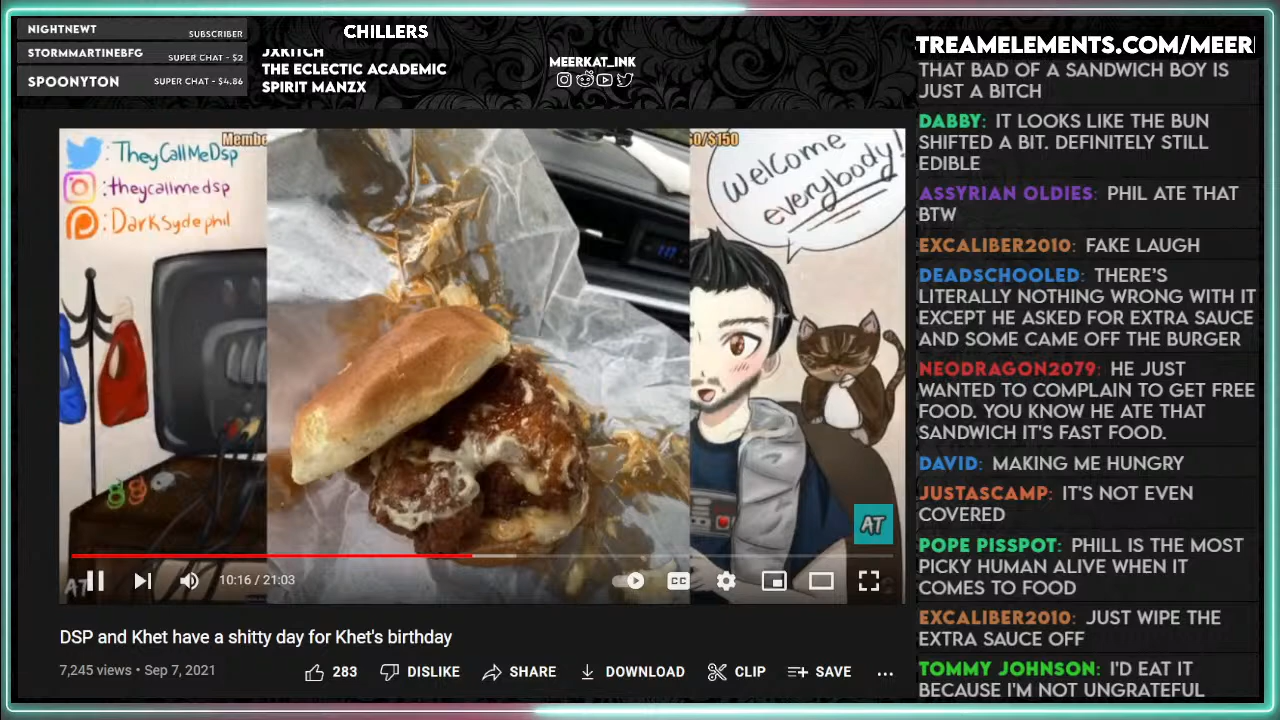 NIGHTNEWT SUBSCRIBER
STORMMARTINEBFG SUPER CHAT - $2
SPOONYTON SUPER CHAT - $4.86
CHILLERS
JXRITCH
THE ECLECTIC ACADEMIC
SPIRIT MANZX
MEERKAT_INK
TREAMELEMENTS.COM/MEER
THAT BAD OF A SANDWICH BOY IS
JUST A BITCH
DABBY: IT LOOKS LIKE THE BUN
SHIFTED A BIT. DEFINITELY STILL
EDIBLE
ASSYRIAN OLDIES: PHIL ATE THAT
BTW
EXCALIBER2010: FAKE LAUGH
DEADSCHOOLED: THERE'S
LITERALLY NOTHING WRONG WITH IT
EXCEPT HE ASKED FOR EXTRA SAUCE
AND SOME CAME OFF THE BURGER
NEODRAGON2079: HE JUST
WANTED TO COMPLAIN TO GET FREE
FOOD. YOU KNOW HE ATE THAT
SANDWICH IT'S FAST FOOD.
DAVID: MAKING ME HUNGRY
JUSTASCAMP: IT'S NOT EVEN
COVERED
POPE PISSPOT: PHILL IS THE MOST
PICKY HUMAN ALIVE WHEN IT
COMES TO FOOD
EXCALIBER2010: JUST WIPE THE
EXTRA SAUCE OFF
TOMMY JOHNSON: I'D EAT IT
BECAUSE I'M NOT UNGRATEFUL
: TheyCallMeDsp
: theycallmedsp
: Darksydephil
Membe
0/$150
Welcome
everybody!
AT
10:16 / 21:03
CC
DSP and Khet have a shitty day for Khet's birthday
7,245 views • Sep 7, 2021
283 DISLIKE SHARE DOWNLOAD CLIP SAVE ...